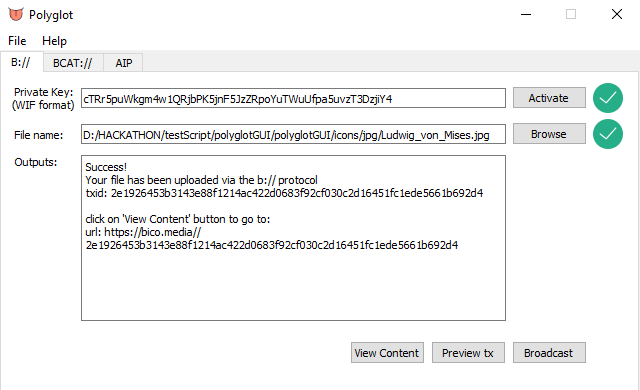 Polyglot
File Help
B:// BCAT:// AIP
Private Key: cTRr5puWkgm4w1QRjbPK5jnF5JzZRpoYuTWuUfpa5uvzT3DzjiY4 Activate
(WIF format)
File name: D:/HACKATHON/testScript/polyglotGUI/polyglotGUI/icons/jpg/Ludwig_von_Mises.jpg Browse
Outputs:
Success!
Your file has been uploaded via the b:// protocol
txid: 2e1926453b3143e88f1214ac422d0683f92cf030c2d16451fc1ede5661b692d4
click on 'View Content' button to go to:
url: https://bico.media//
2e1926453b3143e88f1214ac422d0683f92cf030c2d16451fc1ede5661b692d4
View Content Preview tx Broadcast